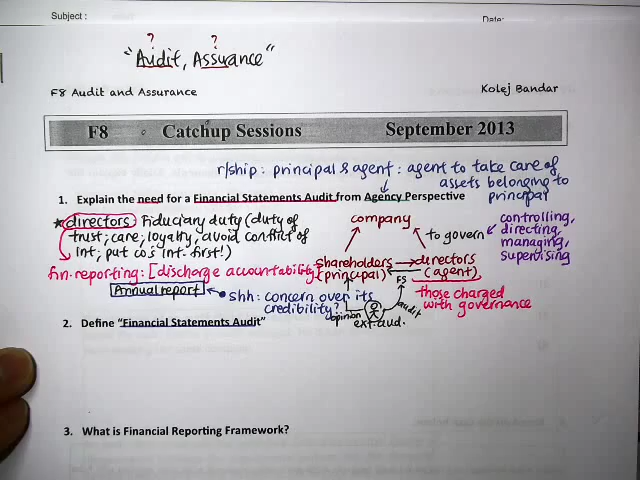 Subject :
Date:
? ?
"Audit, Assurance"
F8 Audit and Assurance
Kolej Bandar
F8 Catchup Sessions September 2013
r/ship : principal & agent : agent to take care of
assets belonging to
principal
1. Explain the need for a Financial Statements Audit from Agency Perspective
★ directors Fiduciary duty (duty of
trust; care; loyalty, avoid conflict of
int; put co's int. first!)
company
to govern
controlling,
directing,
managing,
supervising
shareholders directors
(principal) (agent)
fin. reporting: [discharge accountability]
FS
Annual report
shh: concern over its
credibility?
opinion
ext. aud.
audit
those charged
with governance
2. Define "Financial Statements Audit"
3. What is Financial Reporting Framework?